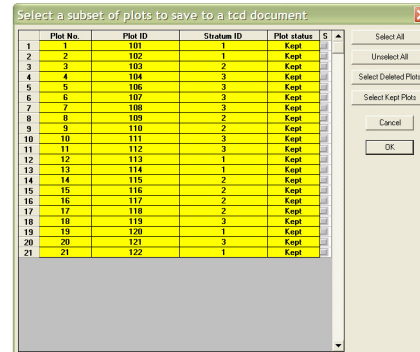 Select a subset of plots to save to a tcd document
Plot No. Plot ID Stratum ID Plot status S
1 1 101 1 Kept
2 2 102 1 Kept
3 3 103 2 Kept
4 4 104 3 Kept
5 5 106 3 Kept
6 6 107 3 Kept
7 7 108 3 Kept
8 8 109 2 Kept
9 9 110 2 Kept
10 10 111 3 Kept
11 11 112 3 Kept
12 12 113 1 Kept
13 13 114 1 Kept
14 14 115 2 Kept
15 15 116 2 Kept
16 16 117 2 Kept
17 17 118 2 Kept
18 18 119 3 Kept
19 19 120 1 Kept
20 20 121 3 Kept
21 21 122 1 Kept
Select All
Unselect All
Select Deleted Plots
Select Kept Plots
Cancel
OK